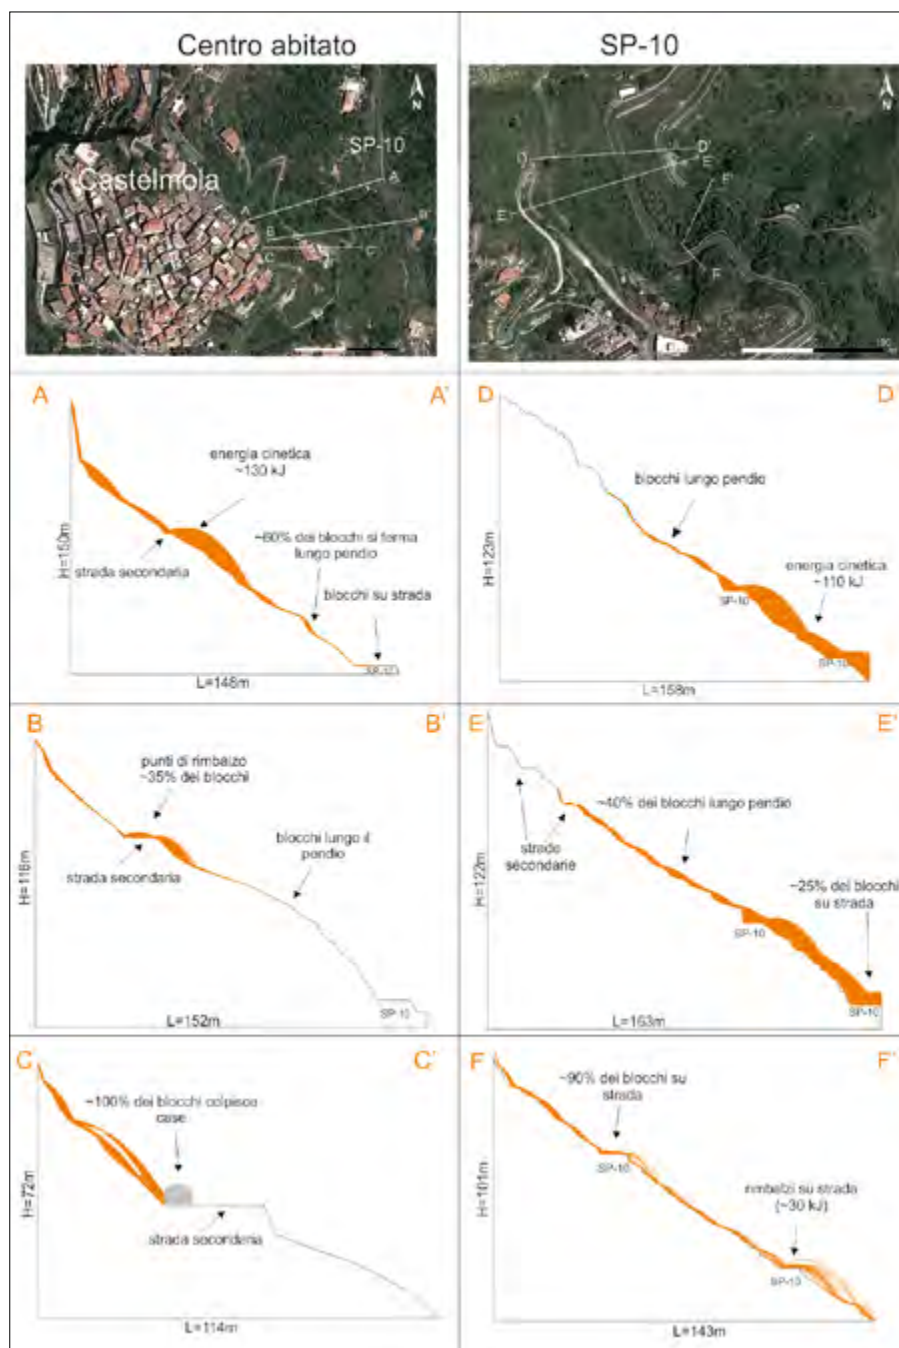 Centro abitato
SP-10
N
SP-10
Castelmola
A
A'
B
B'
C
C'
N
D
D'
E
E'
F'
F
A
A'
energia cinetica
~130 kJ
~60% dei blocchi si ferma
lungo pendio
strada secondaria
blocchi su strada
H=150m
SP-10
L=148m
D
D'
blocchi lungo pendio
energia cinetica
~110 kJ
H=123m
SP-10
SP-10
L=158m
B
B'
punti di rimbalzo
~35% dei blocchi
blocchi lungo il
pendio
strada secondaria
H=116m
SP-10
L=152m
E
E'
~40% dei blocchi lungo pendio
strade
secondarie
~25% dei blocchi
su strada
H=122m
SP-10
SP-10
L=163m
C
C'
~100% dei blocchi colpisce
case
strada secondaria
H=72m
L=114m
F
F'
~90% dei blocchi su
strada
SP-10
rimbalzi su strada
(~30 kJ)
H=101m
SP-10
L=143m